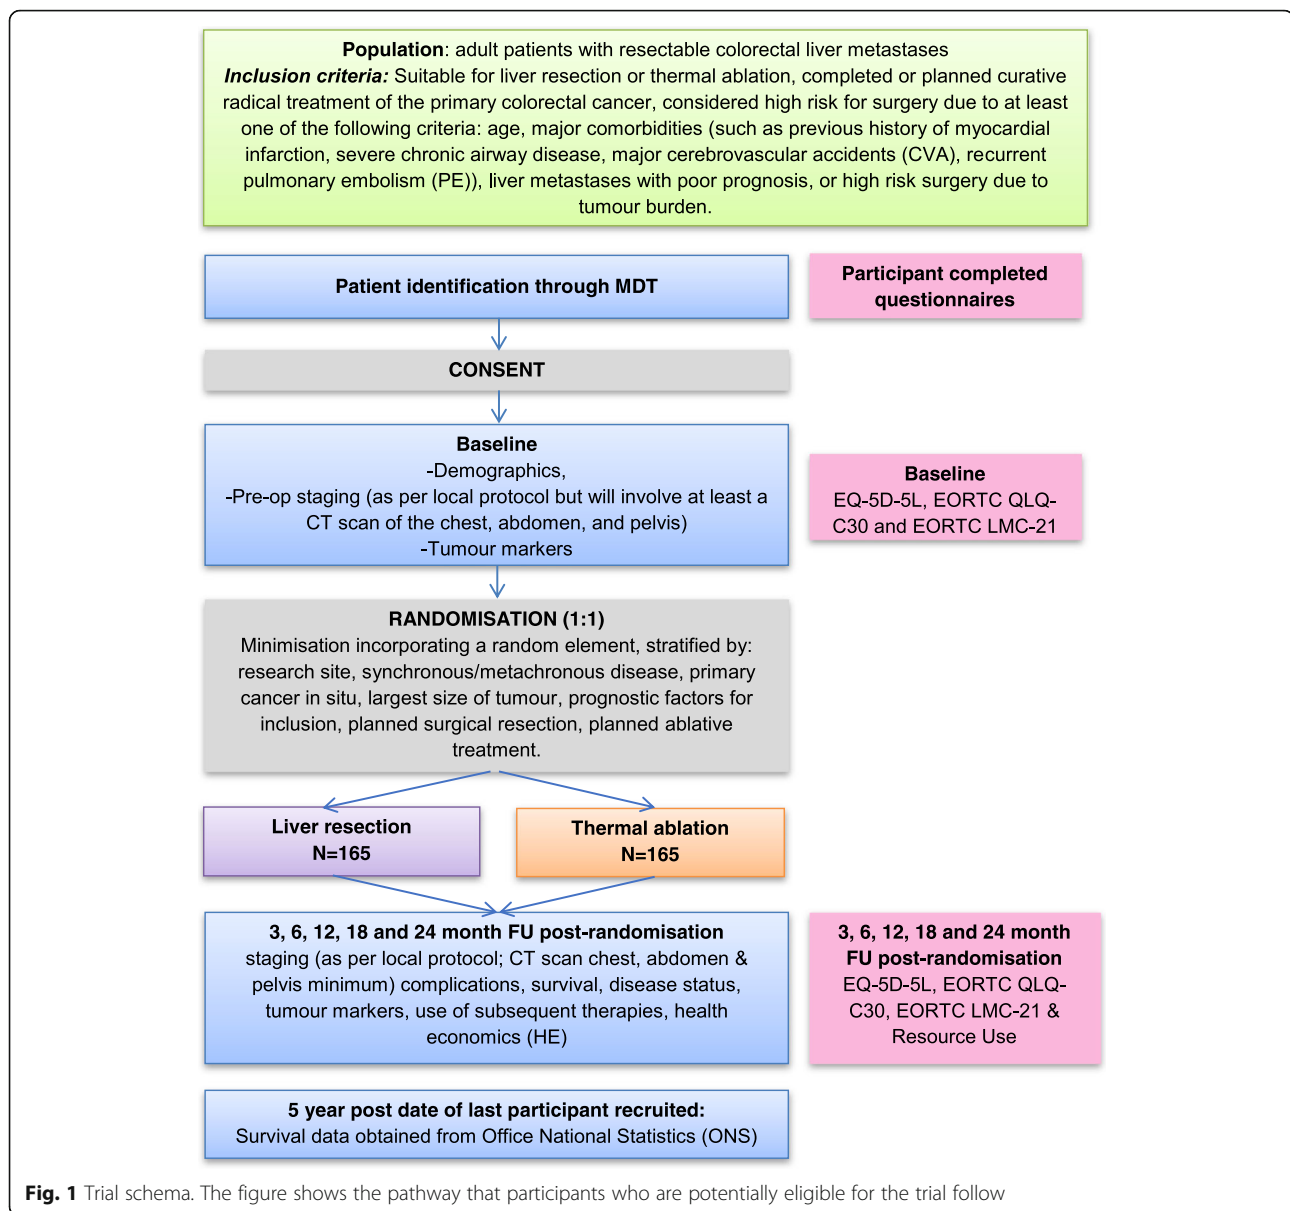 Population: adult patients with resectable colorectal liver metastases
Inclusion criteria: Suitable for liver resection or thermal ablation, completed or planned curative
radical treatment of the primary colorectal cancer, considered high risk for surgery due to at least
one of the following criteria: age, major comorbidities (such as previous history of myocardial
infarction, severe chronic airway disease, major cerebrovascular accidents (CVA), recurrent
pulmonary embolism (PE)), liver metastases with poor prognosis, or high risk surgery due to
tumour burden.
Patient identification through MDT
Participant completed
questionnaires
CONSENT
Baseline
-Demographics,
-Pre-op staging (as per local protocol but will involve at least a
CT scan of the chest, abdomen, and pelvis)
-Tumour markers
Baseline
EQ-5D-5L, EORTC QLQ-
C30 and EORTC LMC-21
RANDOMISATION (1:1)
Minimisation incorporating a random element, stratified by:
research site, synchronous/metachronous disease, primary
cancer in situ, largest size of tumour, prognostic factors for
inclusion, planned surgical resection, planned ablative
treatment.
Liver resection
N=165
Thermal ablation
N=165
3, 6, 12, 18 and 24 month FU post-randomisation
staging (as per local protocol; CT scan chest, abdomen &
pelvis minimum) complications, survival, disease status,
tumour markers, use of subsequent therapies, health
economics (HE)
3, 6, 12, 18 and 24 month
FU post-randomisation
EQ-5D-5L, EORTC QLQ-
C30, EORTC LMC-21 &
Resource Use
5 year post date of last participant recruited:
Survival data obtained from Office National Statistics (ONS)
Fig. 1 Trial schema. The figure shows the pathway that participants who are potentially eligible for the trial follow